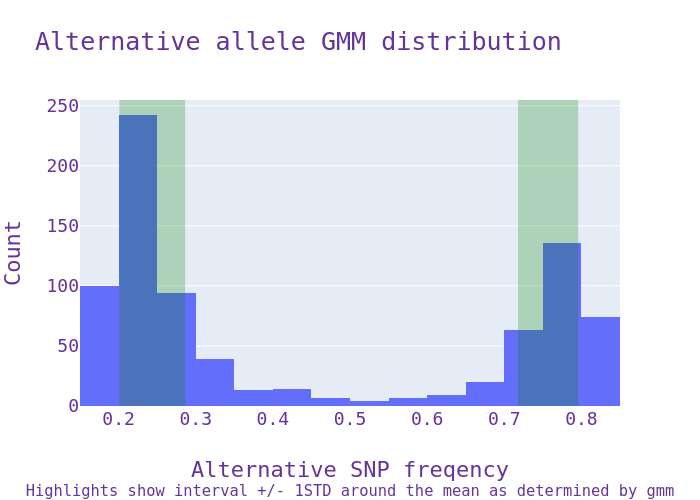 Alternative allele GMM distribution
250
200
150
100
50
0
Count
0.2 0.3 0.4 0.5 0.6 0.7 0.8
Alternative SNP freqency
Highlights show interval +/- 1STD around the mean as determined by gmm